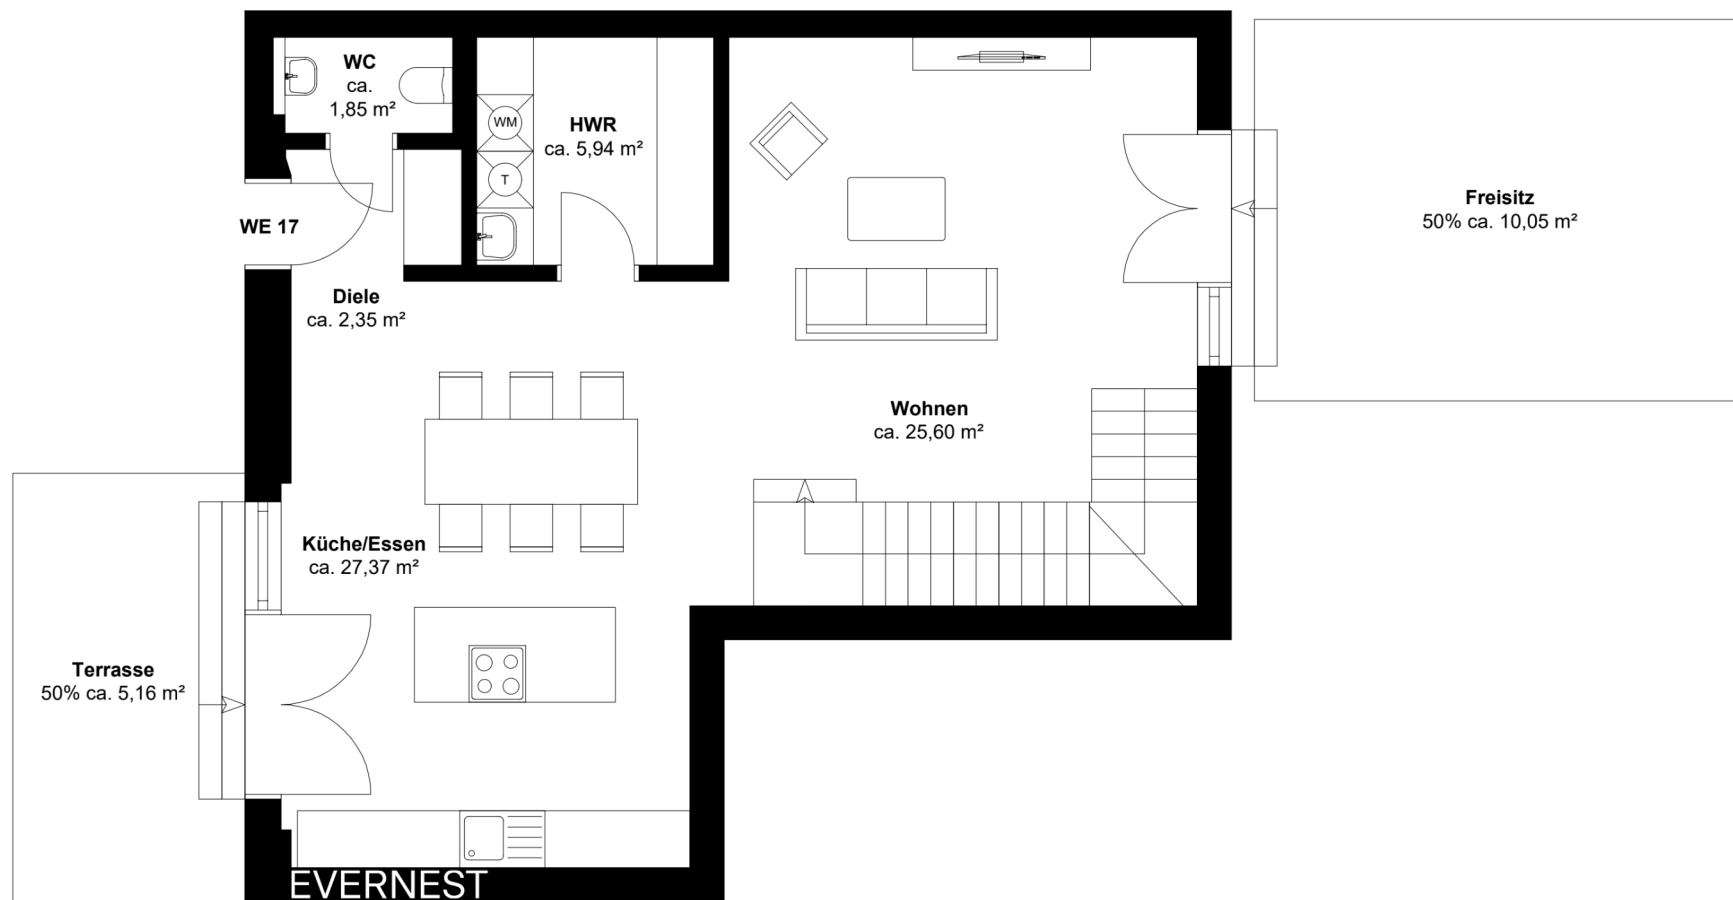 WC
ca.
1,85 m²
WM
HWR
ca. 5,94 m²
T
WE 17
Freisitz
50% ca. 10,05 m²
Diele
ca. 2,35 m²
Wohnen
ca. 25,60 m²
Küche/Essen
ca. 27,37 m²
Terrasse
50% ca. 5,16 m²
EVERNEST